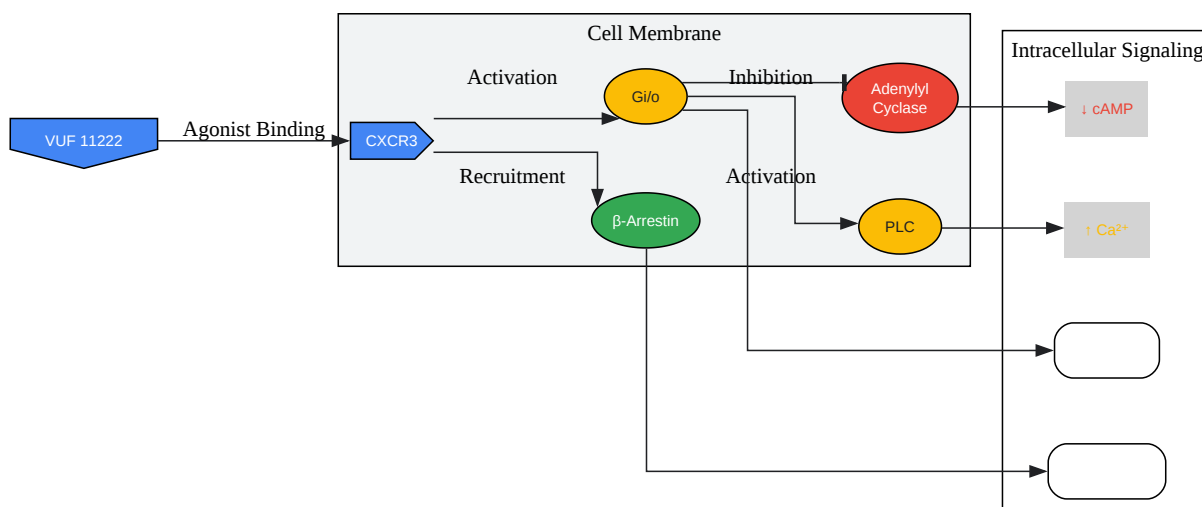 Cell Membrane
Intracellular Signaling
Activation
Inhibition
Gi/o
Adenylyl
Cyclase
↓ cAMP
VUF 11222
Agonist Binding
CXCR3
Recruitment
Activation
β-Arrestin
PLC
↑ Ca²⁺